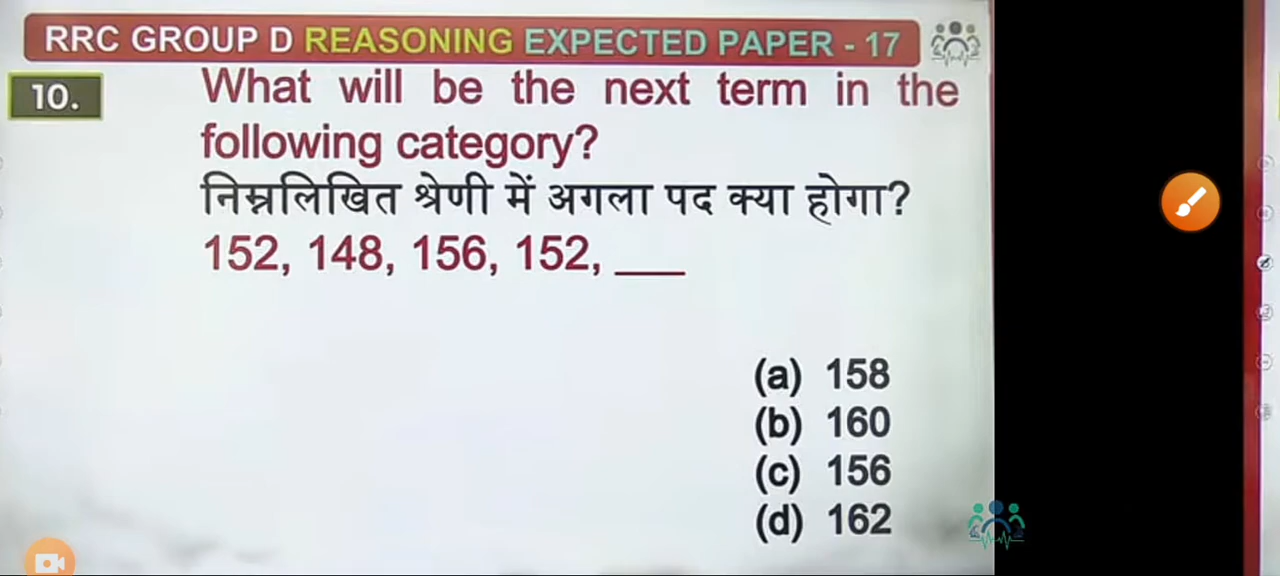 RRC GROUP D REASONING EXPECTED PAPER - 17
10.
What will be the next term in the
following category?
निम्नलिखित श्रेणी में अगला पद क्या होगा?
152, 148, 156, 152, ___
(a) 158
(b) 160
(c) 156
(d) 162